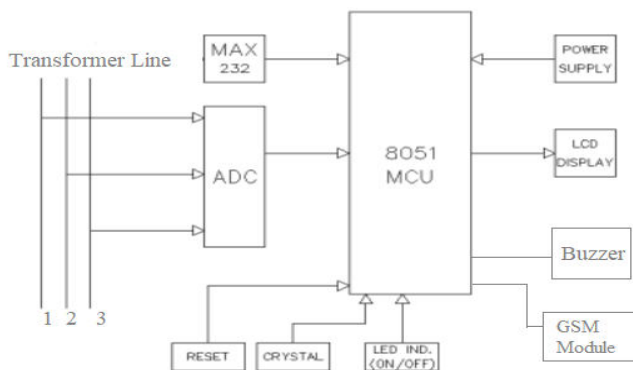 Transformer Line
MAX
232
POWER
SUPPLY
ADC
8051
MCU
LCD
DISPLAY
Buzzer
GSM
Module
1 2 3
RESET
CRYSTAL
LED IND.
(ON/OFF)